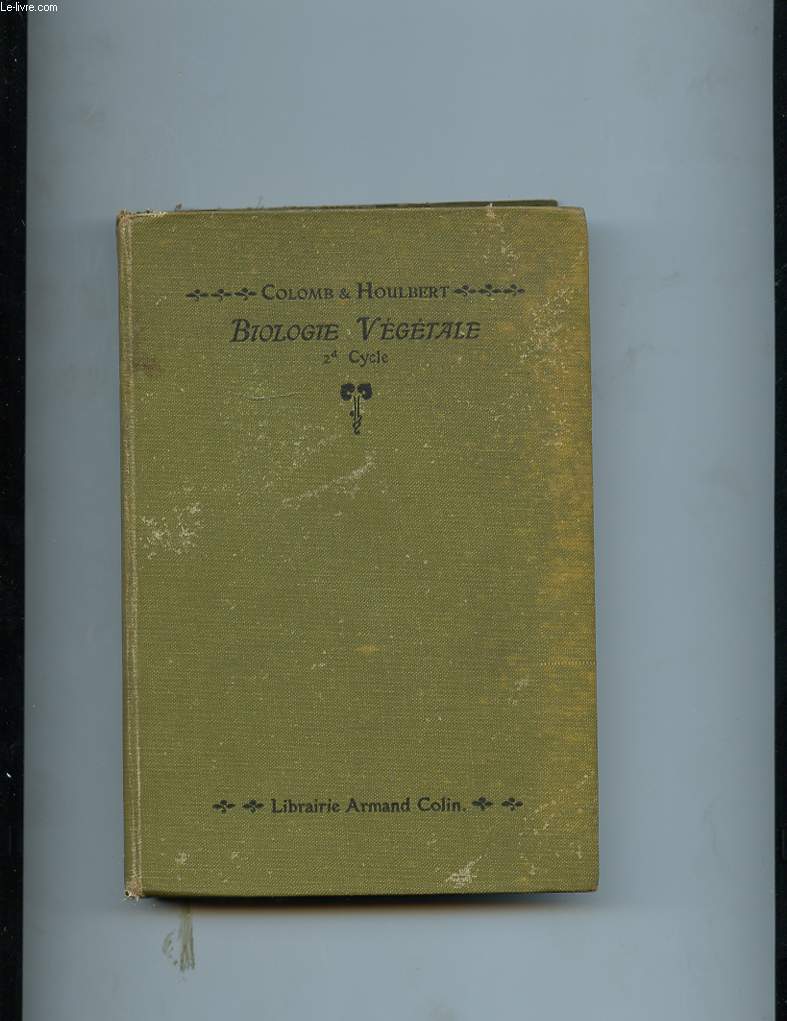 Le-livre.com
COLOMB & HOULBERT
BIOLOGIE VÉGÉTALE
2d Cycle
Librairie Armand Colin.